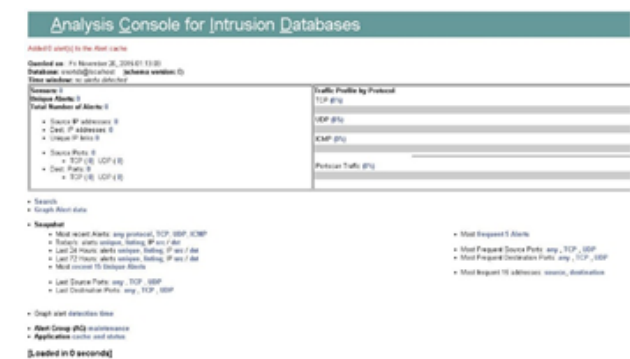 Analysis Console for Intrusion Databases
Added 0 alert(s) to the Alert cache
Queried on: Fri November 20, 2015 01:13:00
Database: snortdb@localhost (schema version: 0)
Time window: no alerts detected
Sensors: 0
Unique Alerts: 0
Total Number of Alerts: 0
Source IP addresses: 0
Dest. IP addresses: 0
Unique IP links 0
Source Ports: 0
TCP (0) UDP (0)
Dest. Ports: 0
TCP (0) UDP (0)
Traffic Profile by Protocol
TCP (0%)
UDP (0%)
ICMP (0%)
Portscan Traffic (0%)
Search
Graph Alert data
Snapshot
Most recent Alerts: any protocol, TCP, UDP, ICMP
Today's: alerts unique, listing, IP src / dst
Last 24 Hours: alerts unique, listing, IP src / dst
Last 72 Hours: alerts unique, listing, IP src / dst
Most recent 15 Unique Alerts
Last Source Ports: any , TCP , UDP
Last Destination Ports: any , TCP , UDP
Most frequent 5 Alerts
Most Frequent Source Ports: any , TCP , UDP
Most Frequent Destination Ports: any , TCP , UDP
Most frequent 15 addresses: source, destination
Graph alert detection time
Alert Group (AG) maintenance
Application cache and status
[Loaded in 0 seconds]